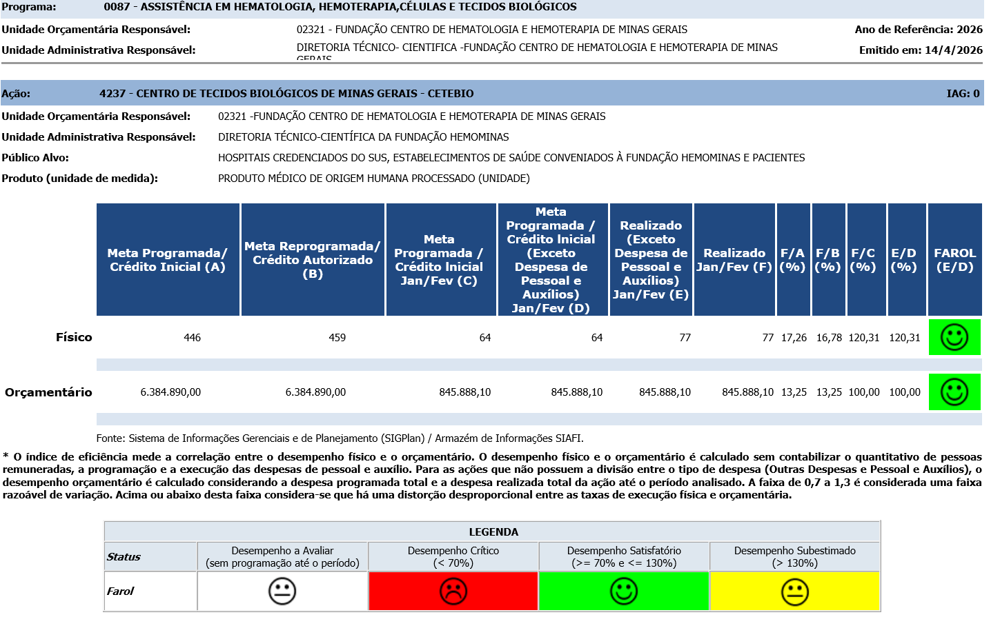 Programa: 0087 - ASSISTÊNCIA EM HEMATOLOGIA, HEMOTERAPIA,CÉLULAS E TECIDOS BIOLÓGICOS
Unidade Orçamentária Responsável: 02321 - FUNDAÇÃO CENTRO DE HEMATOLOGIA E HEMOTERAPIA DE MINAS GERAIS Ano de Referência: 2026
Unidade Administrativa Responsável: DIRETORIA TÉCNICO- CIENTIFICA -FUNDAÇÃO CENTRO DE HEMATOLOGIA E HEMOTERAPIA DE MINAS Emitido em: 14/4/2026
GERAIS
Ação: 4237 - CENTRO DE TECIDOS BIOLÓGICOS DE MINAS GERAIS - CETEBIO IAG: 0
Unidade Orçamentária Responsável: 02321 -FUNDAÇÃO CENTRO DE HEMATOLOGIA E HEMOTERAPIA DE MINAS GERAIS
Unidade Administrativa Responsável: DIRETORIA TÉCNICO-CIENTÍFICA DA FUNDAÇÃO HEMOMINAS
Público Alvo: HOSPITAIS CREDENCIADOS DO SUS, ESTABELECIMENTOS DE SAÚDE CONVENIADOS À FUNDAÇÃO HEMOMINAS E PACIENTES
Produto (unidade de medida): PRODUTO MÉDICO DE ORIGEM HUMANA PROCESSADO (UNIDADE)
Meta Programada/
Crédito Inicial (A)
Meta Reprogramada/
Crédito Autorizado
(B)
Meta
Programada /
Crédito Inicial
Jan/Fev (C)
Meta
Programada /
Crédito Inicial
(Exceto
Despesa de
Pessoal e
Auxílios)
Jan/Fev (D)
Realizado
(Exceto
Despesa de
Pessoal e
Auxílios)
Jan/Fev (E)
Realizado
Jan/Fev (F)
F/A
(%)
F/B
(%)
F/C
(%)
E/D
(%)
FAROL
(E/D)
Físico 446 459 64 64 77 77 17,26 16,78 120,31 120,31
Orçamentário 6.384.890,00 6.384.890,00 845.888,10 845.888,10 845.888,10 845.888,10 13,25 13,25 100,00 100,00
Fonte: Sistema de Informações Gerenciais e de Planejamento (SIGPlan) / Armazém de Informações SIAFI.
* O índice de eficiência mede a correlação entre o desempenho físico e o orçamentário. O desempenho físico e o orçamentário é calculado sem contabilizar o quantitativo de pessoas
remuneradas, a programação e a execução das despesas de pessoal e auxílio. Para as ações que não possuem a divisão entre o tipo de despesa (Outras Despesas e Pessoal e Auxílios), o
desempenho orçamentário é calculado considerando a despesa programada total e a despesa realizada total da ação até o período analisado. A faixa de 0,7 a 1,3 é considerada uma faixa
razoável de variação. Acima ou abaixo desta faixa considera-se que há uma distorção desproporcional entre as taxas de execução física e orçamentária.
LEGENDA
Status
Desempenho a Avaliar
(sem programação até o período)
Desempenho Crítico
(< 70%)
Desempenho Satisfatório
(>= 70% e <= 130%)
Desempenho Subestimado
(> 130%)
Farol